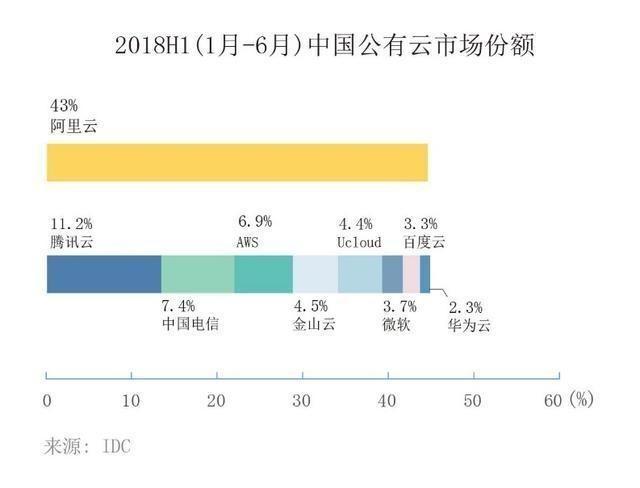 2018H1(1月-6月)中国公有云市场份额
43%
阿里云
11.2%
腾讯云
6.9%
AWS
4.4%
Ucloud
3.3%
百度云
7.4%
中国电信
4.5%
金山云
3.7%
微软
2.3%
华为云
0 10 20 30 40 50 60 (%)
来源: IDC